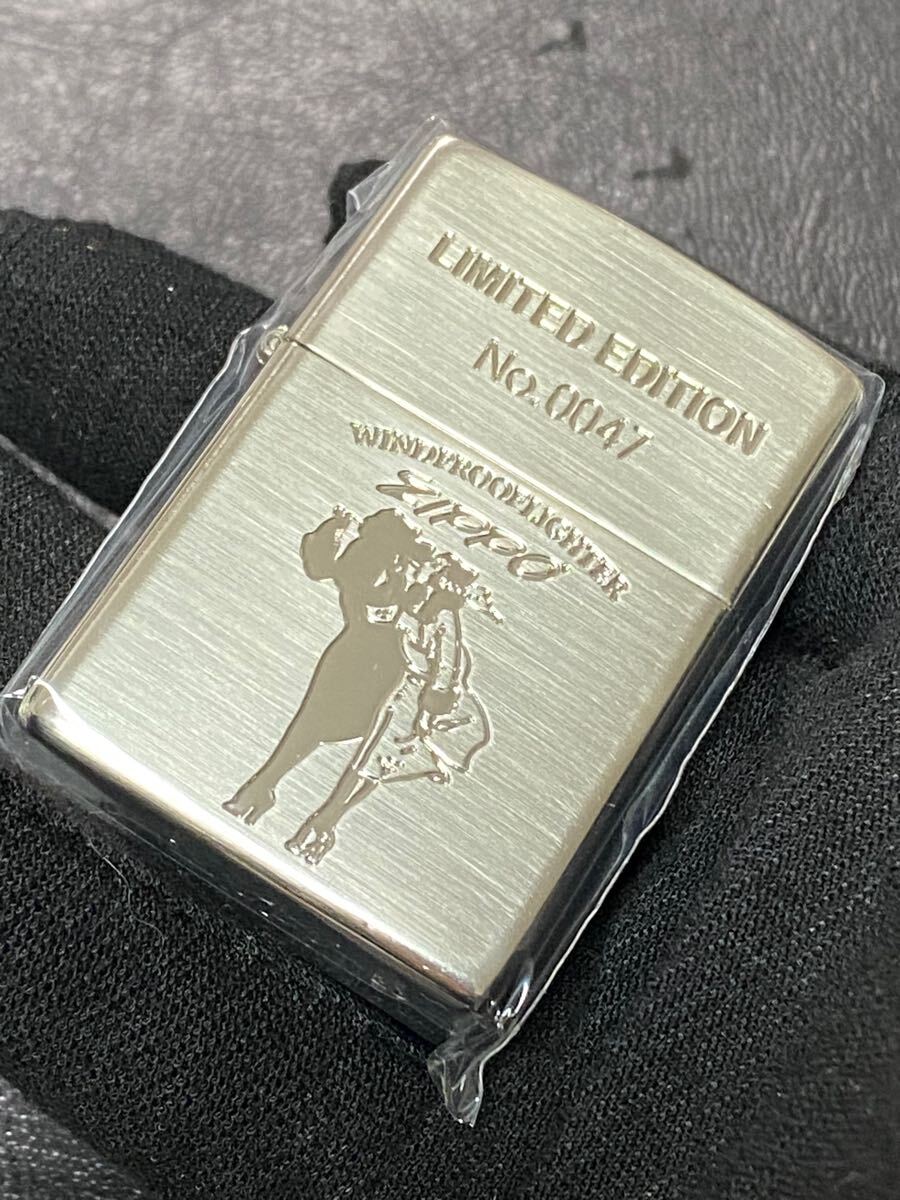 LIMITED EDITION
No.0047
WINDPROOF LIGHTER
Zippo